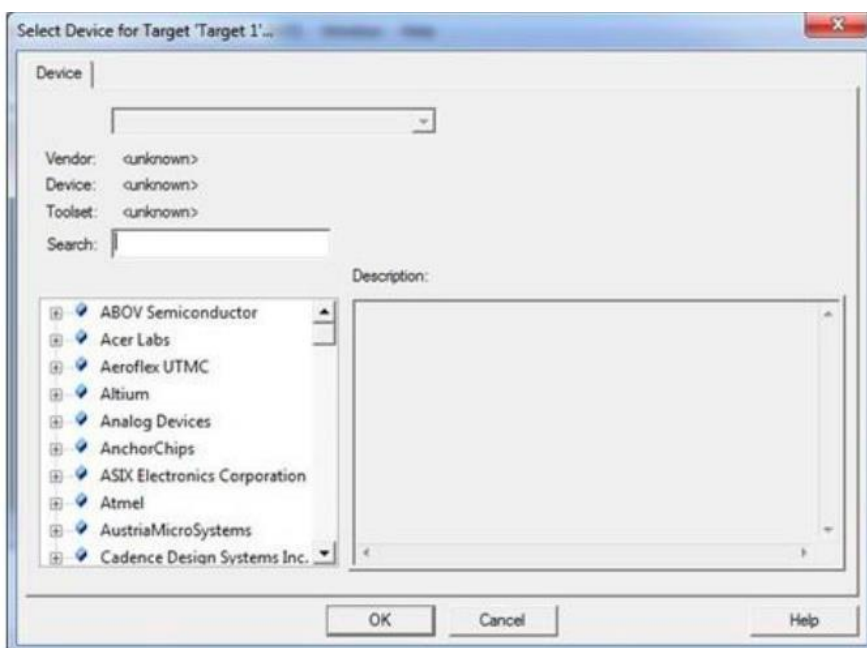 Select Device for Target 'Target 1'...
Device
Vendor: <unknown>
Device: <unknown>
Toolset: <unknown>
Search:
Description:
ABOV Semiconductor
Acer Labs
Aeroflex UTMC
Altium
Analog Devices
AnchorChips
ASIX Electronics Corporation
Atmel
AustriaMicroSystems
Cadence Design Systems Inc.
OK Cancel Help